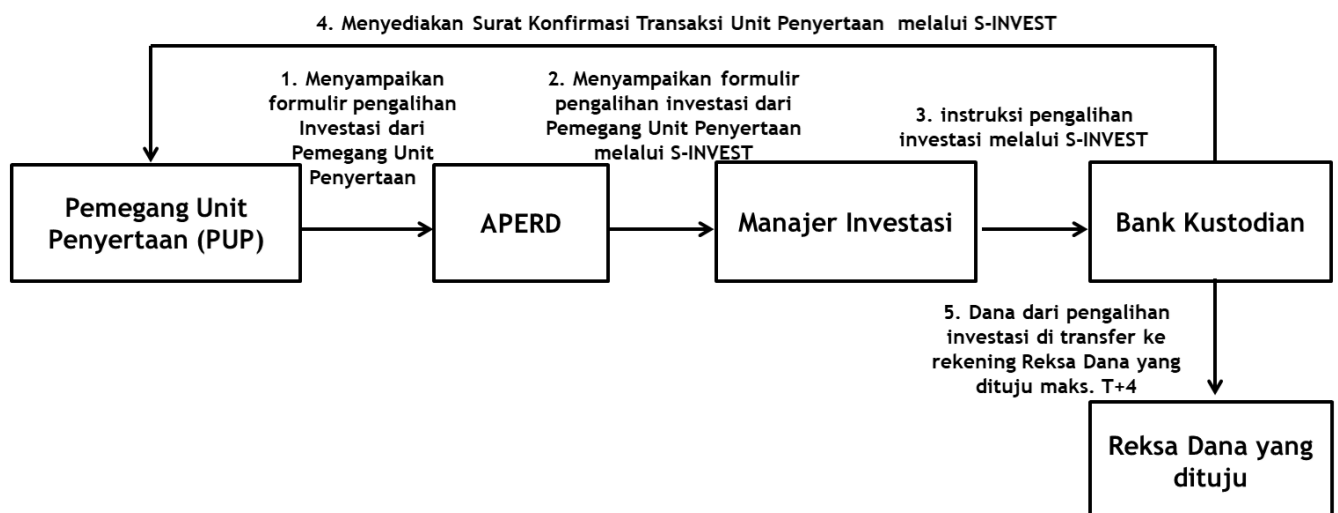 4. Menyediakan Surat Konfirmasi Transaksi Unit Penyertaan melalui S-INVEST
1. Menyampaikan
formulir pengalihan
Investasi dari
Pemegang Unit
Penyertaan
2. Menyampaikan formulir
pengalihan investasi dari
Pemegang Unit Penyertaan
melalui S-INVEST
3. instruksi pengalihan
investasi melalui S-INVEST
Pemegang Unit
Penyertaan (PUP)
APERD
Manajer Investasi
Bank Kustodian
5. Dana dari pengalihan
investasi di transfer ke
rekening Reksa Dana yang
dituju maks. T+4
Reksa Dana yang
dituju